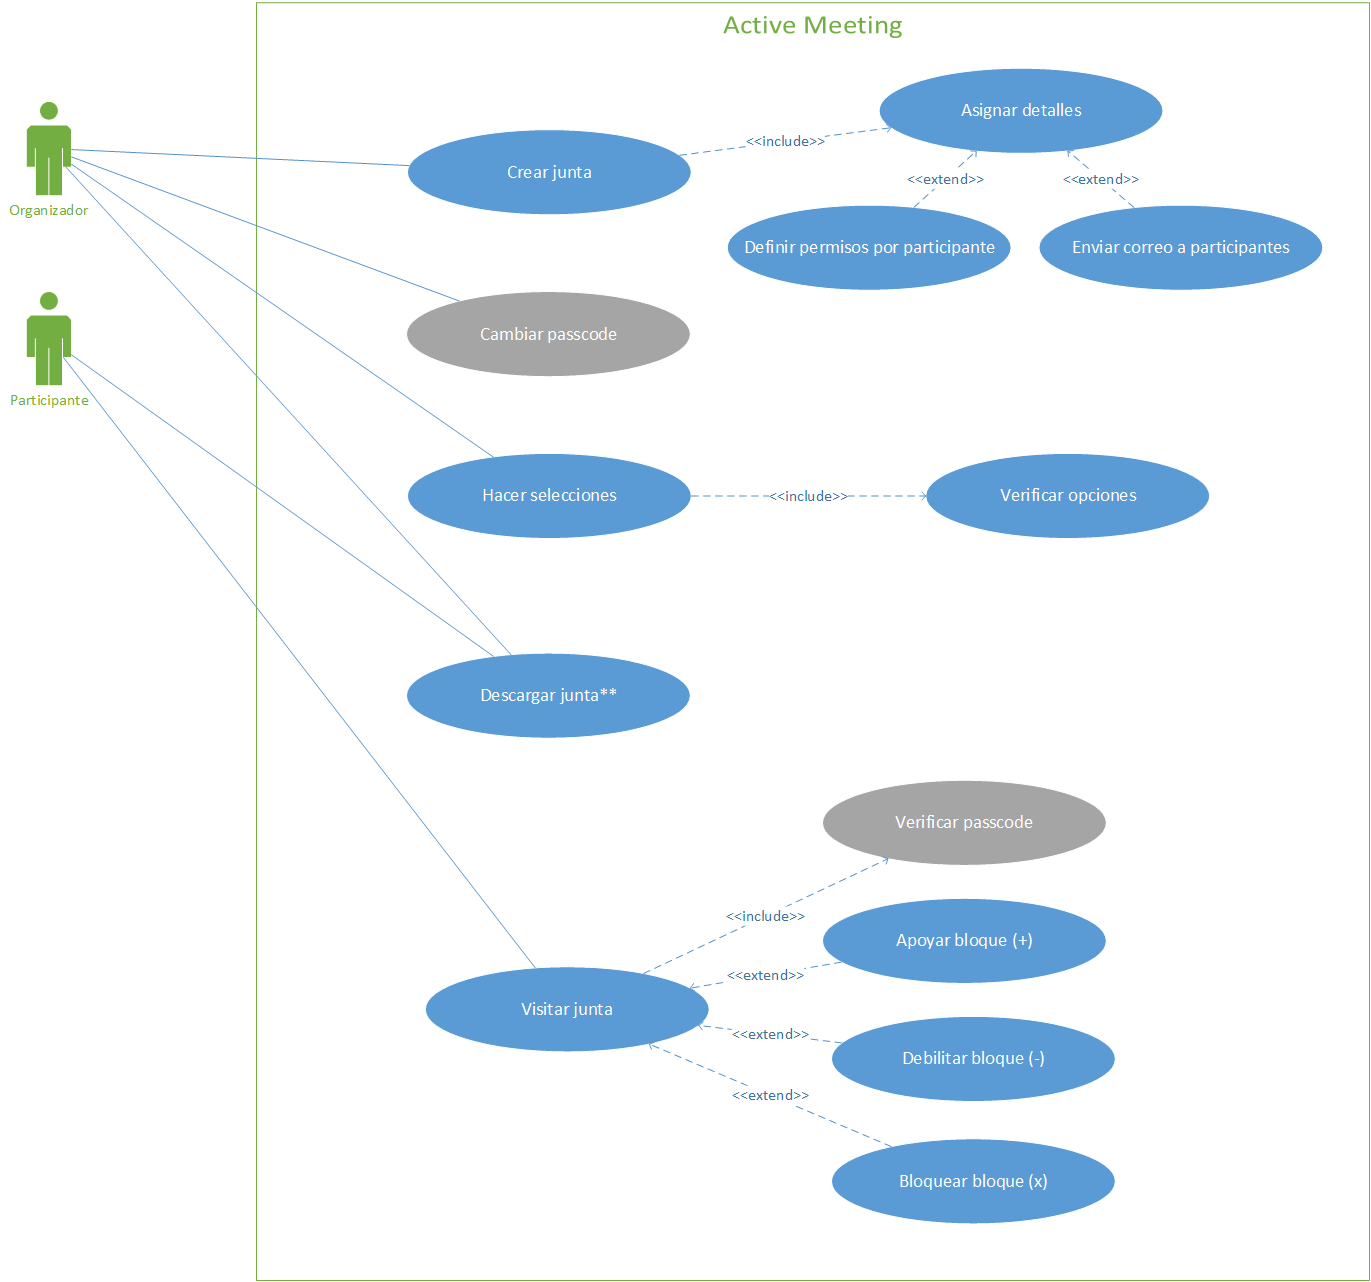 Active Meeting
Asignar detalles
<<include>>
Crear junta
<<extend>>
<<extend>>
Organizador
Definir permisos por participante
Enviar correo a participantes
Cambiar passcode
Participante
Hacer selecciones
<<include>>
Verificar opciones
Descargar junta**
Verificar passcode
<<include>>
Apoyar bloque (+)
<<extend>>
Visitar junta
<<extend>>
Debilitar bloque (-)
<<extend>>
Bloquear bloque (x)